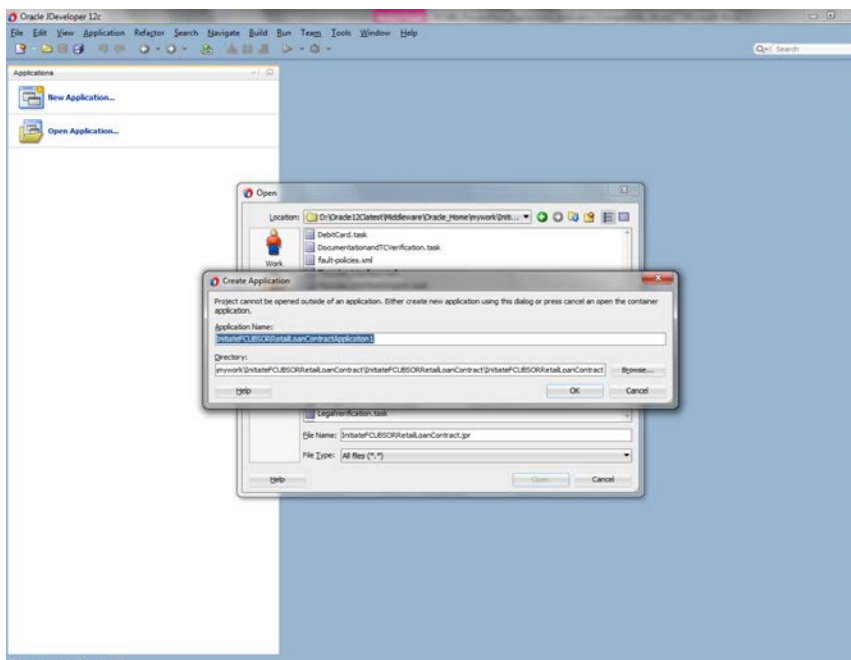 Oracle JDeveloper 12c
File Edit View Application Refactor Search Navigate Build Run Team Tools Window Help
Search
Applications
New Application...
Open Application...
Open
Location: D:\Oracle12Clatest\Middleware\Oracle_Home\mywork\Initi...
DebitCard.task
DocumentationandTCVerification.task
Work
fault-policies.xml
Create Application
Project cannot be opened outside of an application. Either create new application using this dialog or press cancel an open the container
application.
Application Name:
InitiateFCUBSORRetailLoanContractApplication1
Directory:
mywork\InitiateFCUBSORRetailLoanContract\InitiateFCUBSORRetailLoanContract\InitiateFCUBSORRetailLoanContract
Browse...
Help OK Cancel
LegalVerification.task
File Name: InitiateFCUBSORRetailLoanContract.jpr
File Type: All files (*.*)
Help Open Cancel